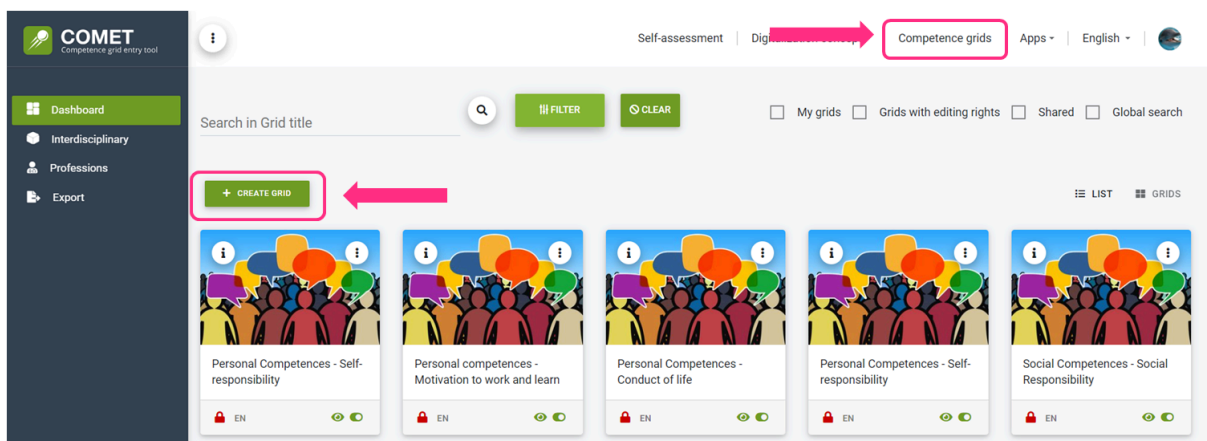 COMET
Competence grid entry tool
Self-assessment
Competence grids
Apps
English
Dashboard
Interdisciplinary
Professions
Export
Search in Grid title
FILTER
CLEAR
My grids
Grids with editing rights
Shared
Global search
+ CREATE GRID
LIST
GRIDS
Personal Competences - Self-
responsibility
EN
Personal competences -
Motivation to work and learn
EN
Personal Competences -
Conduct of life
EN
Personal Competences - Self-
responsibility
EN
Social Competences - Social
Responsibility
EN